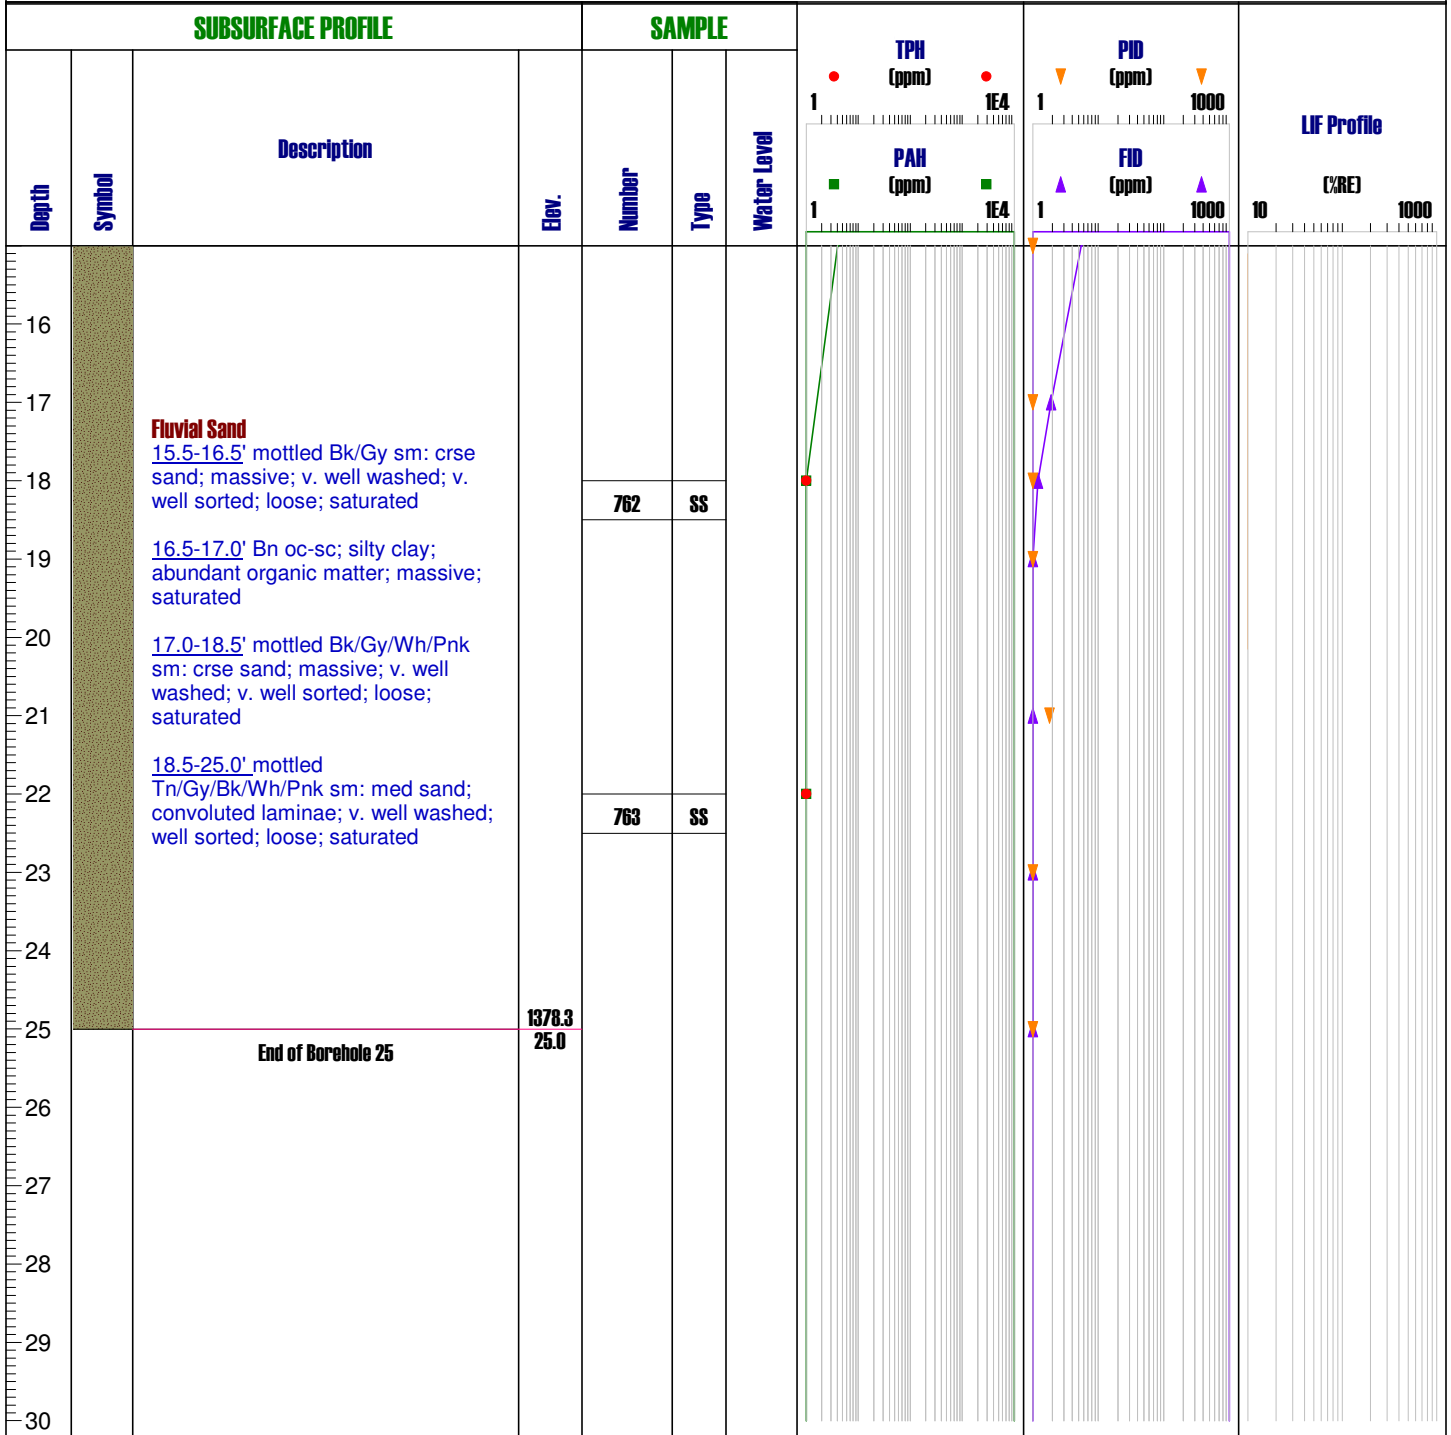 SUBSURFACE PROFILE
SAMPLE
Depth
Symbol
Description
Elev.
Number
Type
Water Level
TPH
(ppm)
1 1E4
PAH
(ppm)
1 1E4
PID
(ppm)
1 1000
FID
(ppm)
1 1000
LIF Profile
(%RE)
10 1000
16
17
18
19
20
21
22
23
24
25
26
27
28
29
30
Fluvial Sand
15.5-16.5' mottled Bk/Gy sm: crse
sand; massive; v. well washed; v.
well sorted; loose; saturated
16.5-17.0' Bn oc-sc; silty clay;
abundant organic matter; massive;
saturated
17.0-18.5' mottled Bk/Gy/Wh/Pnk
sm: crse sand; massive; v. well
washed; v. well sorted; loose;
saturated
18.5-25.0' mottled
Tn/Gy/Bk/Wh/Pnk sm: med sand;
convoluted laminae; v. well washed;
well sorted; loose; saturated
End of Borehole 25
1378.3
25.0
762 SS
763 SS